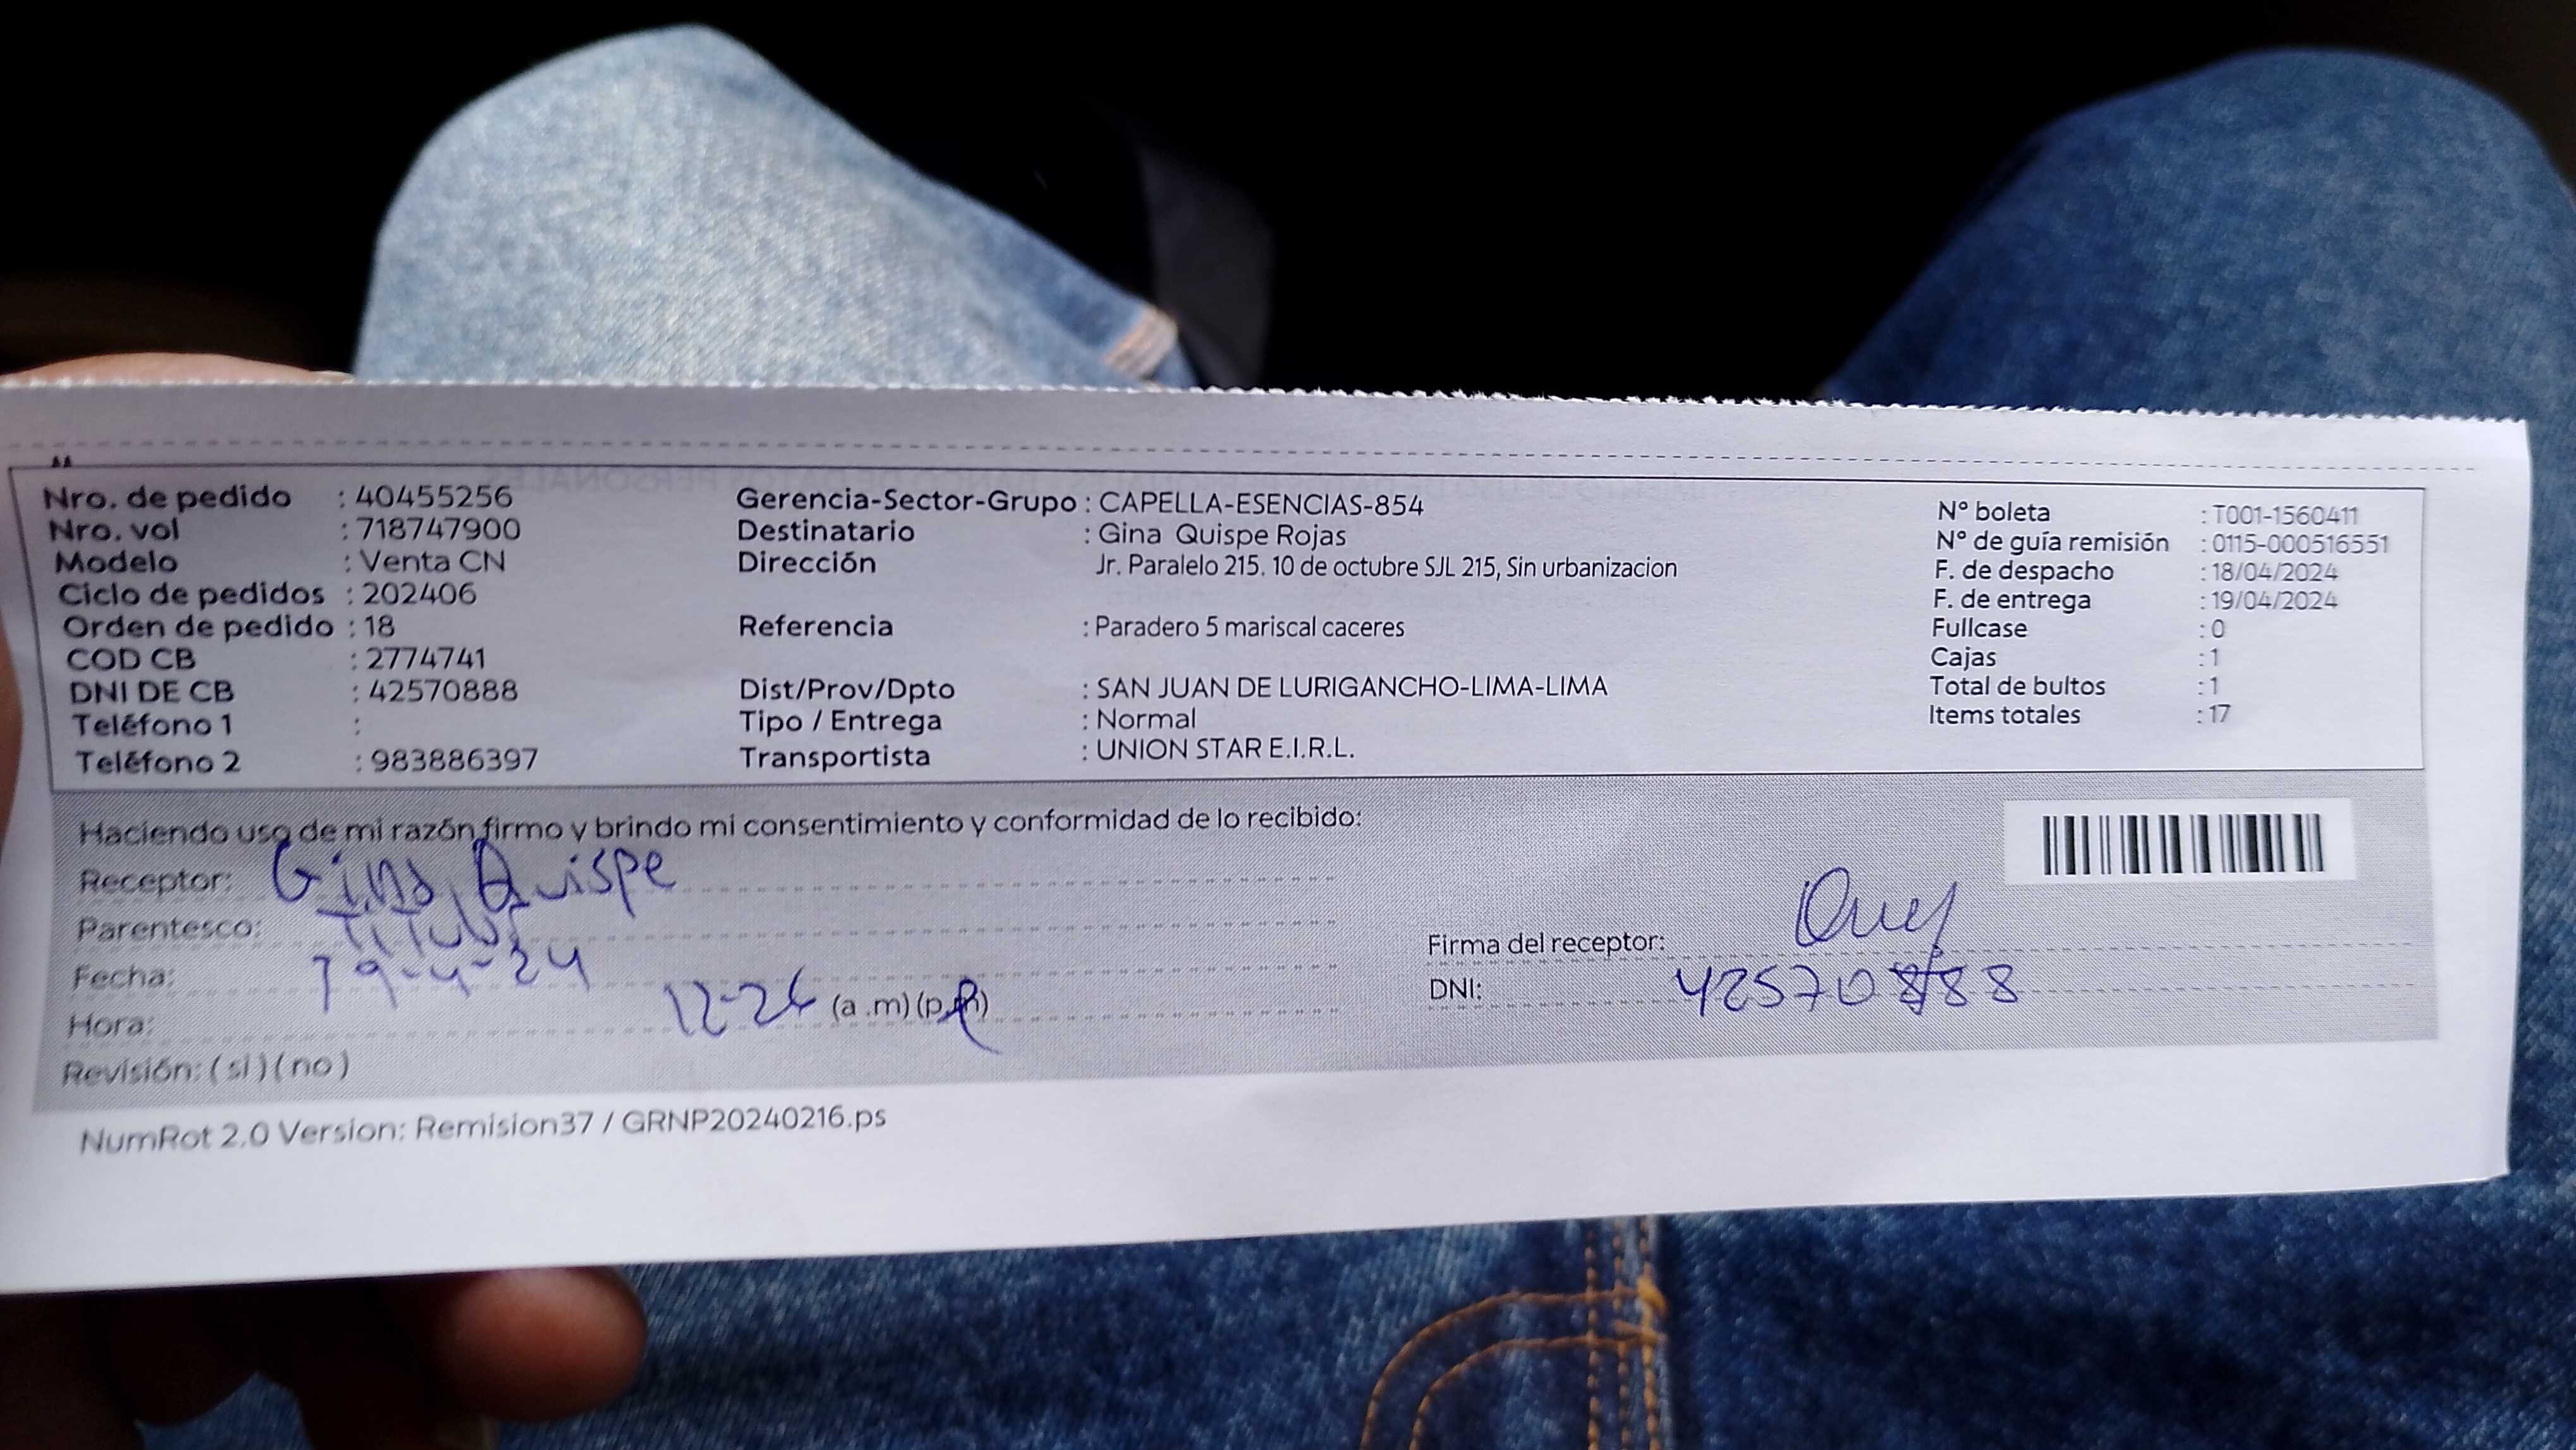 Nro. de pedido : 40455256
Nro. vol : 718747900
Modelo : Venta CN
Ciclo de pedidos : 202406
Orden de pedido : 18
COD CB : 2774741
DNI DE CB : 42570888
Teléfono 1 :
Teléfono 2 : 983886397
Gerencia-Sector-Grupo : CAPELLA-ESENCIAS-854
Destinatario : Gina Quispe Rojas
Dirección Jr. Paralelo 215. 10 de octubre SJL 215, Sin urbanizacion
Referencia : Paradero 5 mariscal caceres
Dist/Prov/Dpto : SAN JUAN DE LURIGANCHO-LIMA-LIMA
Tipo / Entrega : Normal
Transportista : UNION STAR E.I.R.L.
N° boleta : T001-1560411
N° de guía remisión : 0115-000516551
F. de despacho : 18/04/2024
F. de entrega : 19/04/2024
Fullcase : 0
Cajas : 1
Total de bultos : 1
Items totales : 17
Haciendo uso de mi razón firmo y brindo mi consentimiento y conformidad de lo recibido:
Receptor: Gina Quispe
Parentesco: Titular
Fecha: 19-4-24
Hora: 12-26 (a .m) (p.m)
Revisión: ( si ) ( no )
Firma del receptor:
DNI: 42570888
NumRot 2.0 Version: Remision37 / GRNP20240216.ps